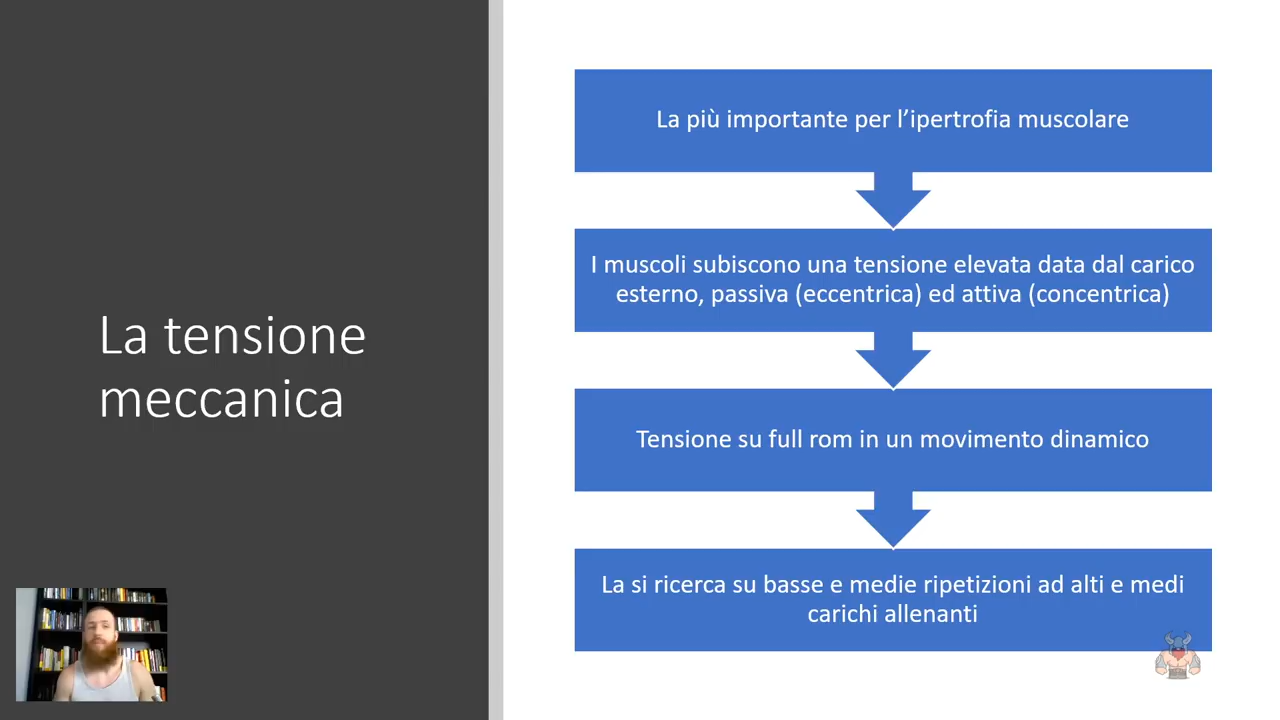 La tensione
meccanica
La più importante per l’ipertrofia muscolare
I muscoli subiscono una tensione elevata data dal carico
esterno, passiva (eccentrica) ed attiva (concentrica)
Tensione su full rom in un movimento dinamico
La si ricerca su basse e medie ripetizioni ad alti e medi
carichi allenanti